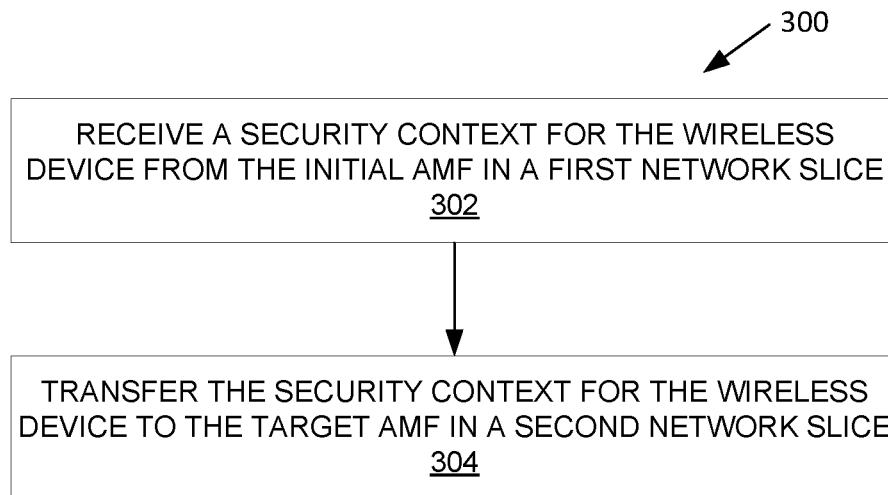 300
RECEIVE A SECURITY CONTEXT FOR THE WIRELESS
DEVICE FROM THE INITIAL AMF IN A FIRST NETWORK SLICE
302
TRANSFER THE SECURITY CONTEXT FOR THE WIRELESS
DEVICE TO THE TARGET AMF IN A SECOND NETWORK SLICE
304